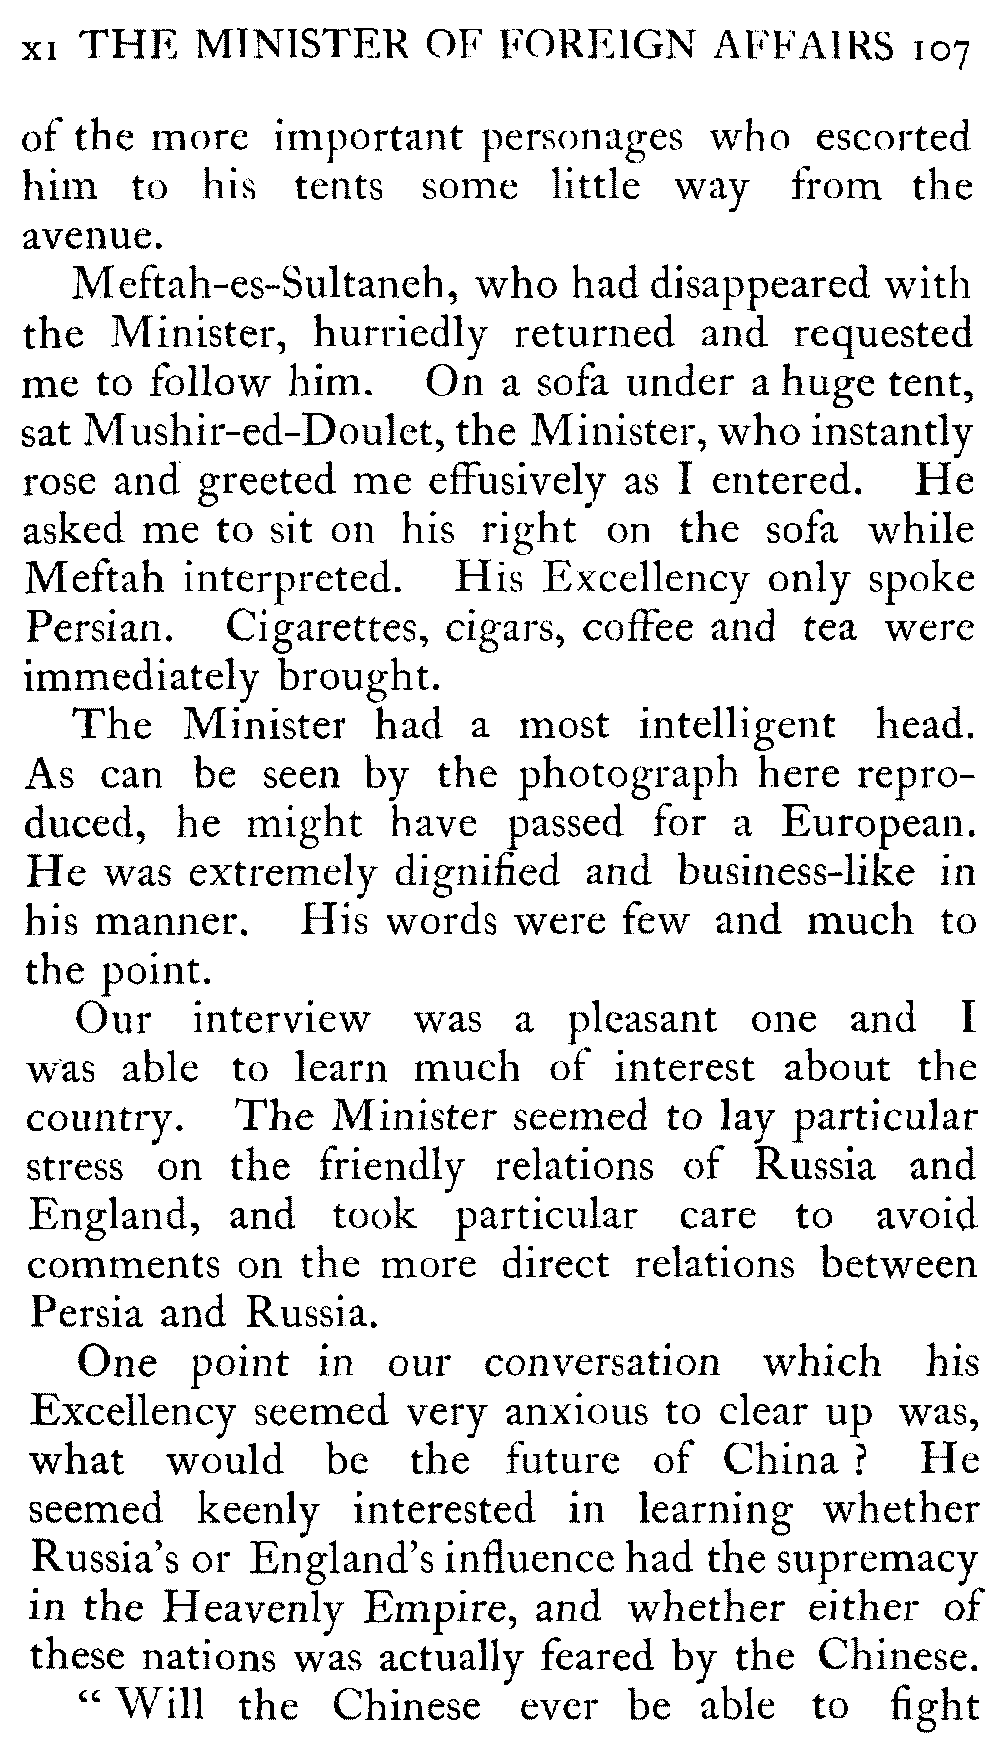 XI THE MINISTER OF FOREIGN AFFAIRS 107
of the more important personages who escorted
him to his tents some little way from the
avenue.
Meftah-es-Sultaneh, who had disappeared with
the Minister, hurriedly returned and requested
me to follow him. On a sofa under a huge tent,
sat Mushir-ed-Doulet, the Minister, who instantly
rose and greeted me effusively as I entered. He
asked me to sit on his right on the sofa while
Meftah interpreted. His Excellency only spoke
Persian. Cigarettes, cigars, coffee and tea were
immediately brought.
The Minister had a most intelligent head.
As can be seen by the photograph here repro-
duced, he might have passed for a European.
He was extremely dignified and business-like in
his manner. His words were few and much to
the point.
Our interview was a pleasant one and I
was able to learn much of interest about the
country. The Minister seemed to lay particular
stress on the friendly relations of Russia and
England, and took particular care to avoid
comments on the more direct relations between
Persia and Russia.
One point in our conversation which his
Excellency seemed very anxious to clear up was,
what would be the future of China ? He
seemed keenly interested in learning whether
Russia's or England's influence had the supremacy
in the Heavenly Empire, and whether either of
these nations was actually feared by the Chinese.
“ Will the Chinese ever be able to fight